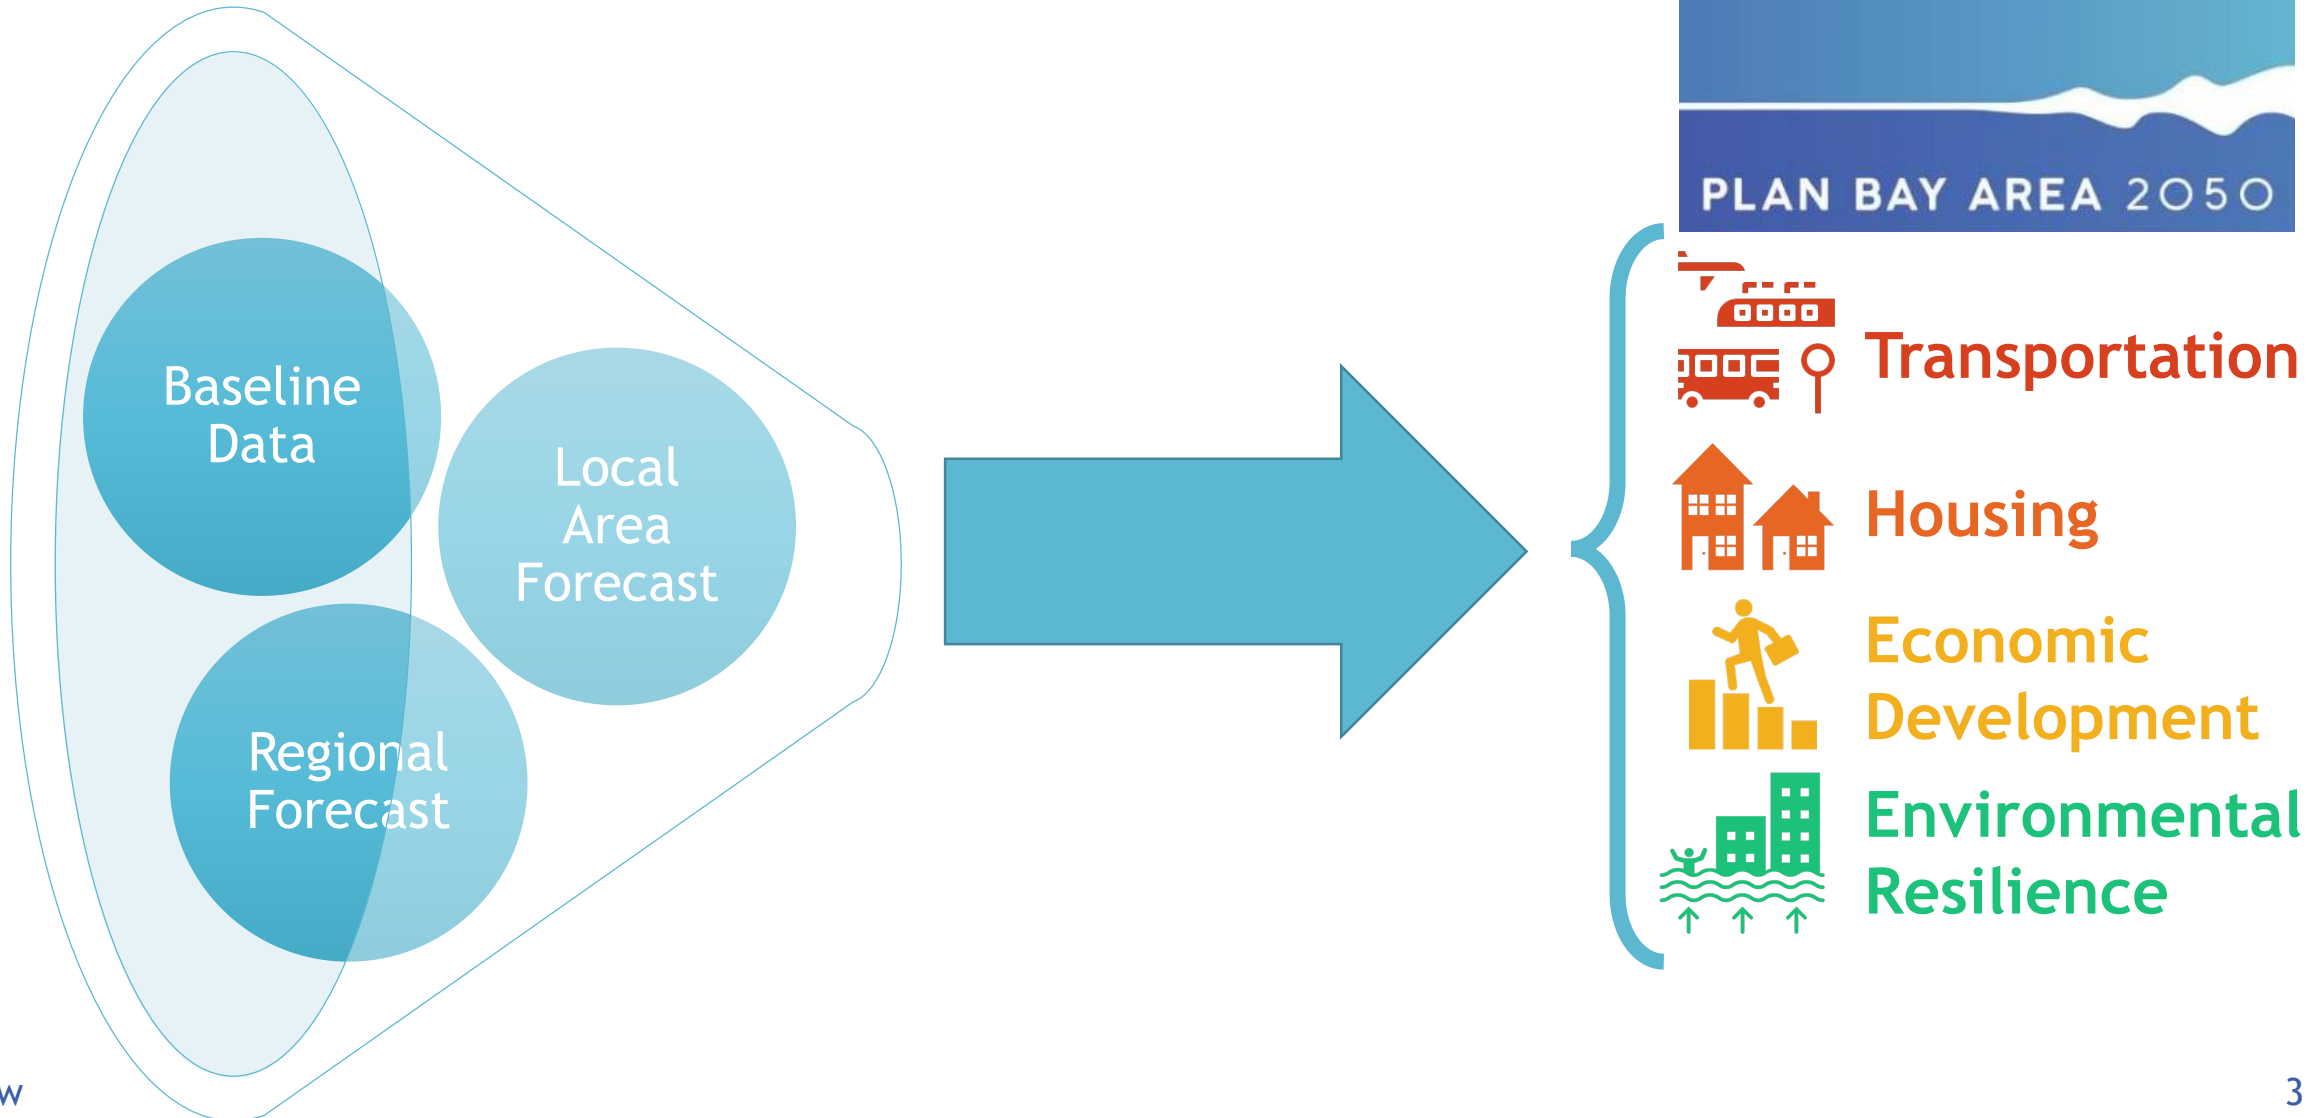 PLAN BAY AREA 2050
Baseline
Data
Local
Area
Forecast
Regional
Forecast
Transportation
Housing
Economic
Development
Environmental
Resilience
w
3